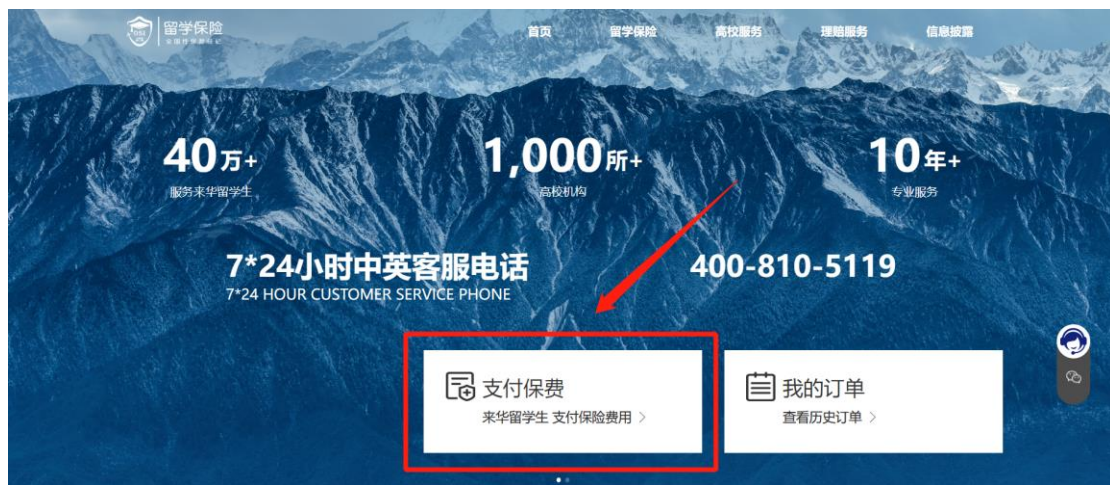 留学保险
首页 留学保险 高校服务 理赔服务 信息披露
40万+ 1,000所+ 10年+
服务来华留学生 高校机构 专业服务
7*24小时中英客服电话 400-810-5119
7*24 HOUR CUSTOMER SERVICE PHONE
支付保费 我的订单
来华留学生 支付保险费用 > 查看历史订单 >